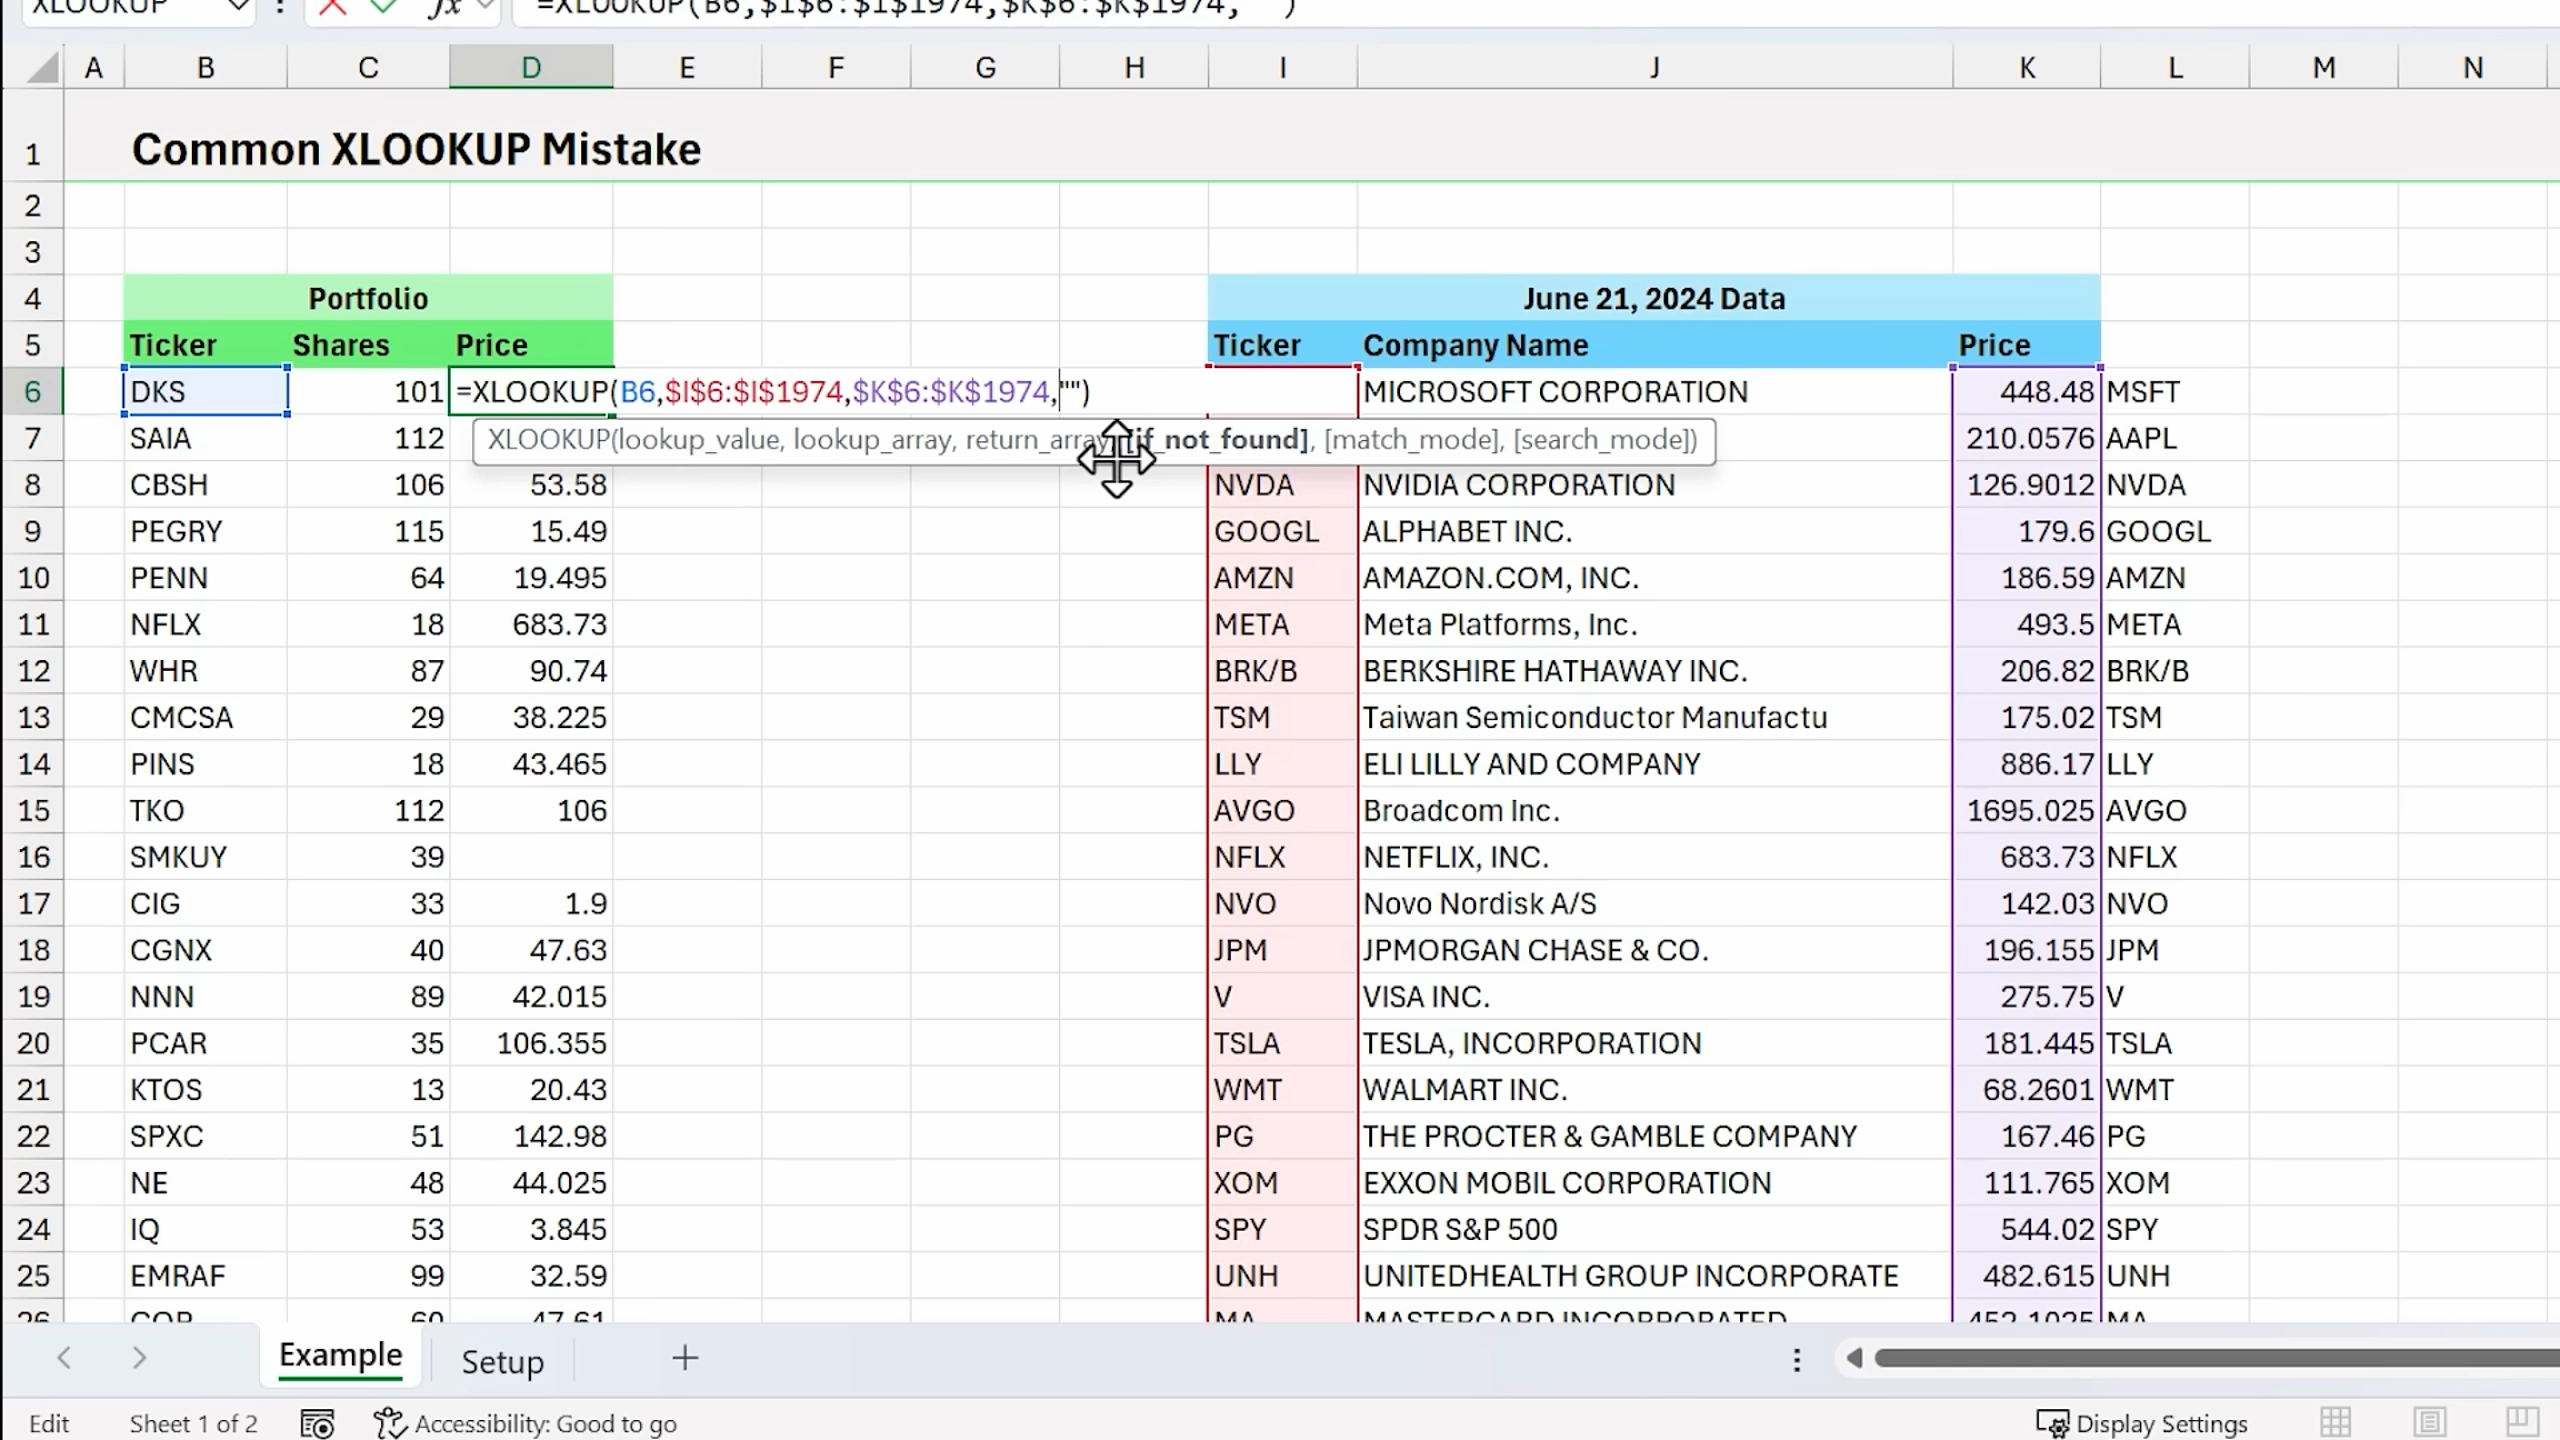 XLOOKUP fx =XLOOKUP(B6,$I$6:$I$1974,$K$6:$K$1974,"")
A B C D E F G H I J K L M N
1 Common XLOOKUP Mistake
2
3
4 Portfolio June 21, 2024 Data
5 Ticker Shares Price Ticker Company Name Price
6 DKS 101 =XLOOKUP(B6,$I$6:$I$1974,$K$6:$K$1974,"") MICROSOFT CORPORATION 448.48 MSFT
7 SAIA 112 XLOOKUP(lookup_value, lookup_array, return_array, [if_not_found], [match_mode], [search_mode]) 210.0576 AAPL
8 CBSH 106 53.58 NVDA NVIDIA CORPORATION 126.9012 NVDA
9 PEGRY 115 15.49 GOOGL ALPHABET INC. 179.6 GOOGL
10 PENN 64 19.495 AMZN AMAZON.COM, INC. 186.59 AMZN
11 NFLX 18 683.73 META Meta Platforms, Inc. 493.5 META
12 WHR 87 90.74 BRK/B BERKSHIRE HATHAWAY INC. 206.82 BRK/B
13 CMCSA 29 38.225 TSM Taiwan Semiconductor Manufactu 175.02 TSM
14 PINS 18 43.465 LLY ELI LILLY AND COMPANY 886.17 LLY
15 TKO 112 106 AVGO Broadcom Inc. 1695.025 AVGO
16 SMKUY 39 NFLX NETFLIX, INC. 683.73 NFLX
17 CIG 33 1.9 NVO Novo Nordisk A/S 142.03 NVO
18 CGNX 40 47.63 JPM JPMORGAN CHASE & CO. 196.155 JPM
19 NNN 89 42.015 V VISA INC. 275.75 V
20 PCAR 35 106.355 TSLA TESLA, INCORPORATION 181.445 TSLA
21 KTOS 13 20.43 WMT WALMART INC. 68.2601 WMT
22 SPXC 51 142.98 PG THE PROCTER & GAMBLE COMPANY 167.46 PG
23 NE 48 44.025 XOM EXXON MOBIL CORPORATION 111.765 XOM
24 IQ 53 3.845 SPY SPDR S&P 500 544.02 SPY
25 EMRAF 99 32.59 UNH UNITEDHEALTH GROUP INCORPORATE 482.615 UNH
26 60 47.61 MA MASTERCARD INCORPORATED 452.1025 MA
Example Setup
Edit Sheet 1 of 2 Accessibility: Good to go Display Settings